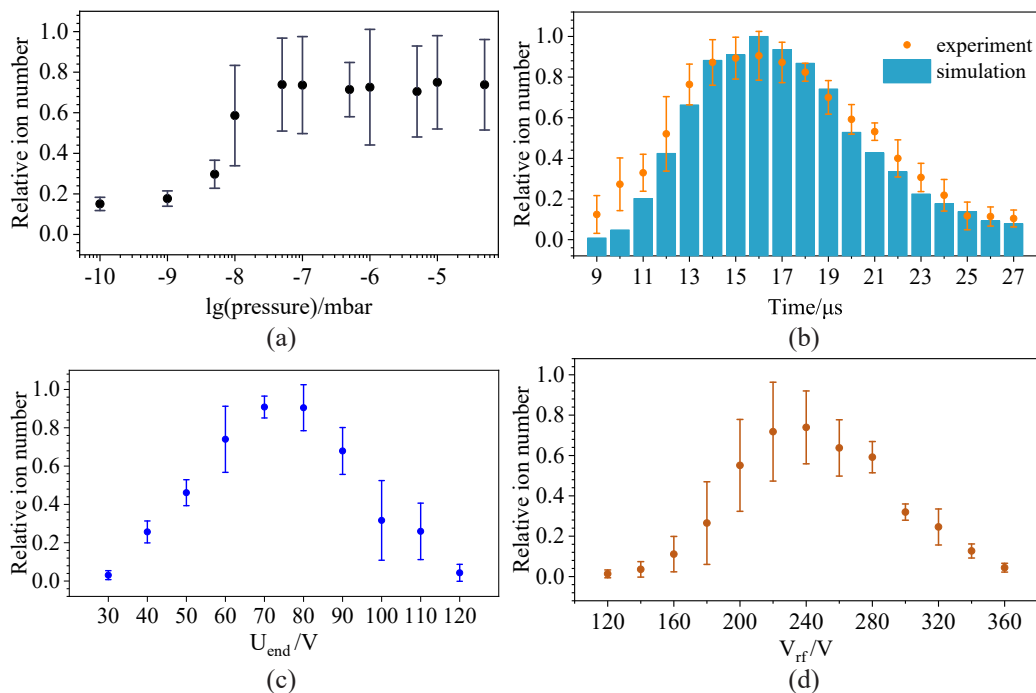 Relative ion number
1.0
0.8
0.6
0.4
0.2
0.0
-10 -9 -8 -7 -6 -5
lg(pressure)/mbar
(a)
Relative ion number
1.0
0.8
0.6
0.4
0.2
0.0
experiment
simulation
9 11 13 15 17 19 21 23 25 27
Time/μs
(b)
Relative ion number
1.0
0.8
0.6
0.4
0.2
0.0
30 40 50 60 70 80 90 100 110 120
U_end/V
(c)
Relative ion number
1.0
0.8
0.6
0.4
0.2
0.0
120 160 200 240 280 320 360
V_rf/V
(d)